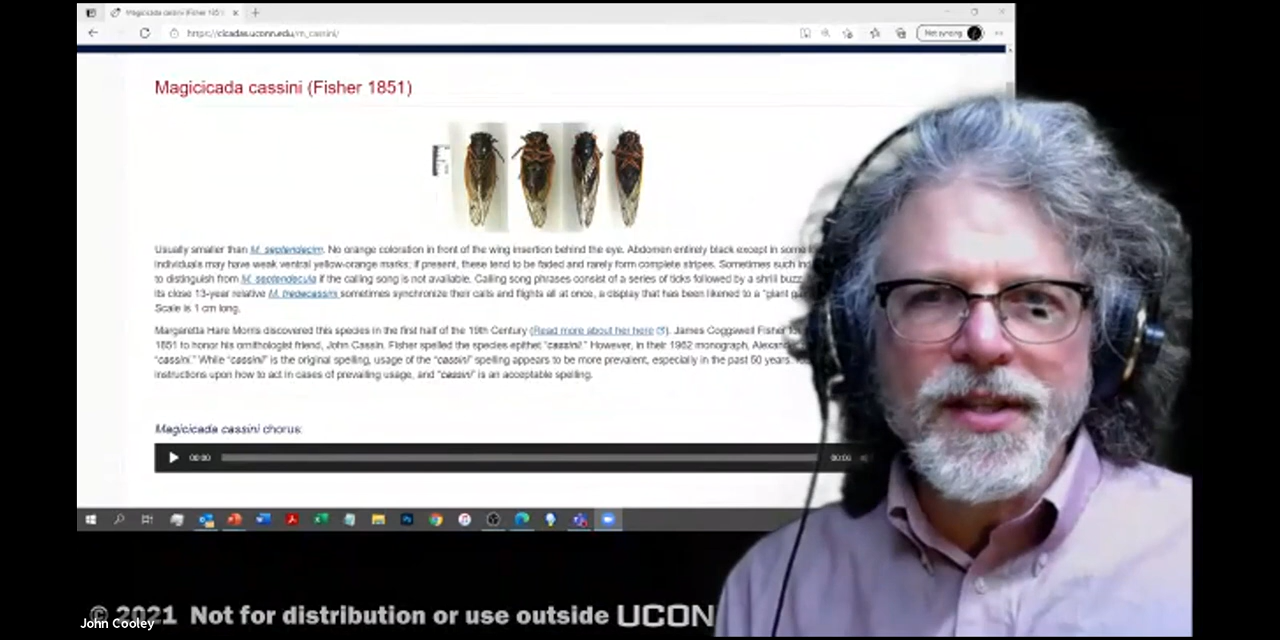 Magicicada cassini (Fisher 1851)
https://cicadas.uconn.edu/m_cassini/
Not syncing
Magicicada cassini (Fisher 1851)
Usually smaller than M. septendecim. No orange coloration in front of the wing insertion behind the eye. Abdomen entirely black except in some
individuals may have weak ventral yellow-orange marks; if present, these tend to be faded and rarely form complete stripes. Sometimes such
to distinguish from M. septendecula if the calling song is not available. Calling song phrases consist of a series of ticks followed by a shrill buzz.
its close 13-year relative M. tredecassini sometimes synchronize their calls and flights all at once, a display that has been likened to a "giant
Scale is 1 cm long.
Margaretta Hare Morris discovered this species in the first half of the 19th Century (Read more about her here). James Coggswell Fisher
1851 to honor his ornithologist friend, John Cassin. Fisher spelled the species epithet "cassinii." However, in their 1962 monograph, Alexander
"cassini." While "cassinii" is the original spelling, usage of the "cassini" spelling appears to be more prevalent, especially in the past 50 years.
instructions upon how to act in cases of prevailing usage, and "cassini" is an acceptable spelling.
Magicicada cassini chorus:
00:00
© 2021 Not for distribution or use outside UCON
John Cooley